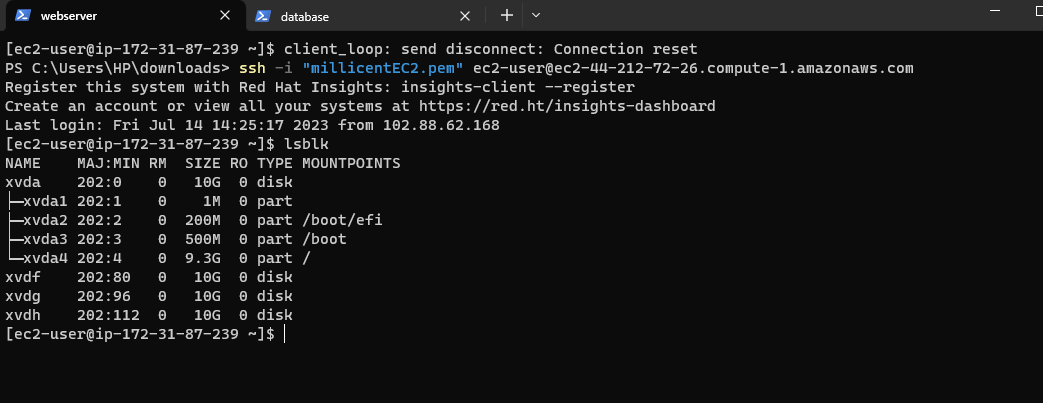 webserver
database
[ec2-user@ip-172-31-87-239 ~]$ client_loop: send disconnect: Connection reset
PS C:\Users\HP\downloads> ssh -i "millicentEC2.pem" ec2-user@ec2-44-212-72-26.compute-1.amazonaws.com
Register this system with Red Hat Insights: insights-client --register
Create an account or view all your systems at https://red.ht/insights-dashboard
Last login: Fri Jul 14 14:25:17 2023 from 102.88.62.168
[ec2-user@ip-172-31-87-239 ~]$ lsblk
NAME    MAJ:MIN RM  SIZE RO TYPE MOUNTPOINTS
xvda    202:0    0   10G  0 disk
├─xvda1 202:1    0    1M  0 part
├─xvda2 202:2    0  200M  0 part /boot/efi
├─xvda3 202:3    0  500M  0 part /boot
└─xvda4 202:4    0  9.3G  0 part /
xvdf    202:80   0   10G  0 disk
xvdg    202:96   0   10G  0 disk
xvdh    202:112  0   10G  0 disk
[ec2-user@ip-172-31-87-239 ~]$